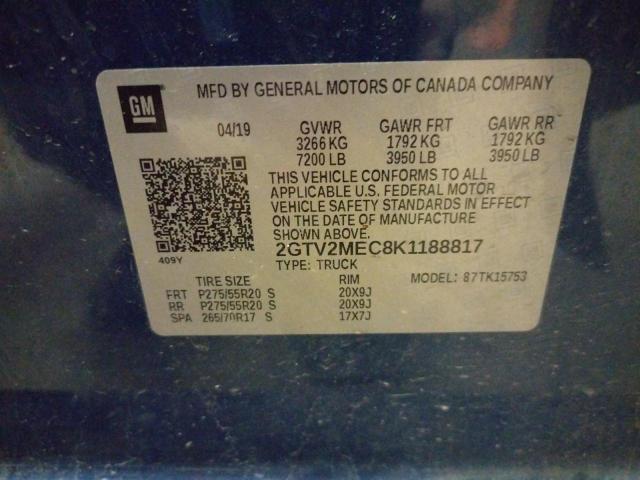 GM
MFD BY GENERAL MOTORS OF CANADA COMPANY
04/19 GVWR GAWR FRT GAWR RR
3266 KG 1792 KG 1792 KG
7200 LB 3950 LB 3950 LB
THIS VEHICLE CONFORMS TO ALL
APPLICABLE U.S. FEDERAL MOTOR
VEHICLE SAFETY STANDARDS IN EFFECT
ON THE DATE OF MANUFACTURE
SHOWN ABOVE.
2GTV2MEC8K1188817
409Y
TYPE: TRUCK
MODEL: 87TK15753
TIRE SIZE RIM
FRT P275/55R20 S 20X9J
RR P275/55R20 S 20X9J
SPA 265/70R17 S 17X7J